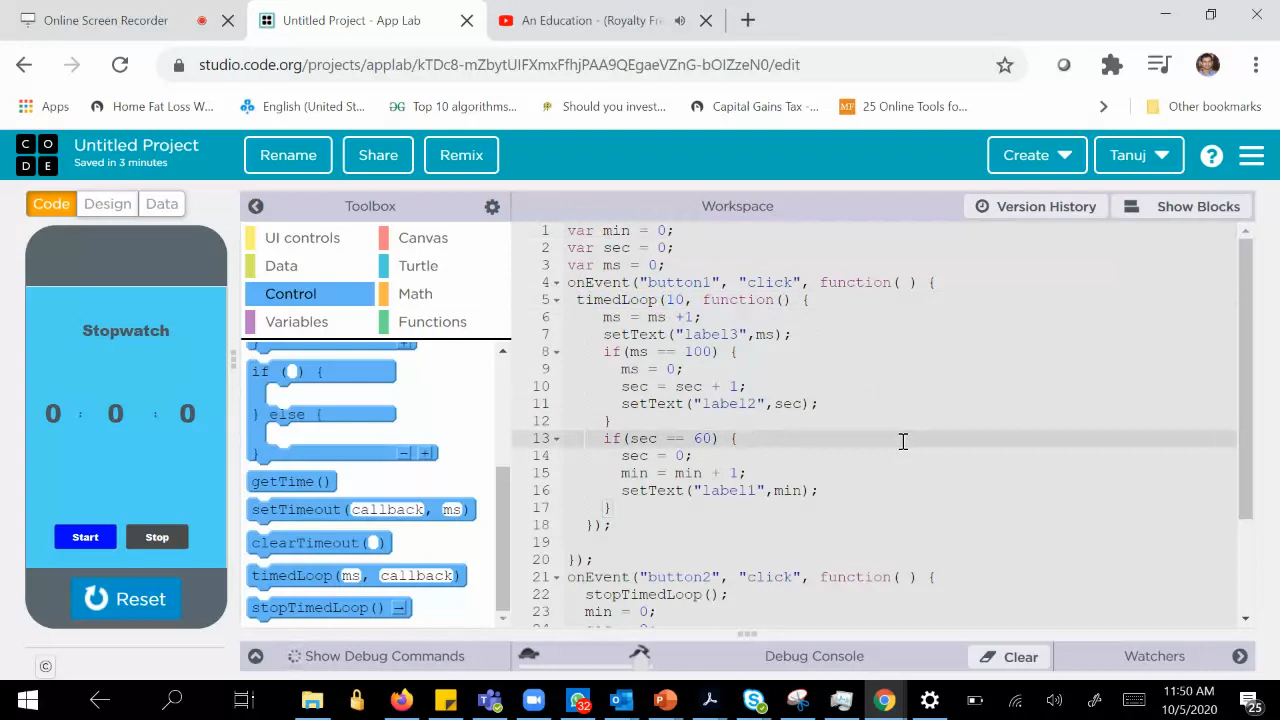 Online Screen Recorder
Untitled Project - App Lab
An Education - (Royalty Fre
studio.code.org/projects/applab/kTDc8-mZbytUIFXmxFfhjPAA9QEgaeVZnG-bOIZzeN0/edit
Apps
Home Fat Loss W...
English (United St...
Top 10 algorithms...
Should you invest...
Capital Gains Tax -...
25 Online Tools fo...
Other bookmarks
C O
D E
Untitled Project
Saved in 3 minutes
Rename
Share
Remix
Create
Tanuj
Code
Design
Data
Toolbox
Workspace
Version History
Show Blocks
Stopwatch
0 : 0 : 0
Start
Stop
Reset
UI controls
Canvas
Data
Turtle
Control
Math
Variables
Functions
if ( ) {
} else {
}
getTime()
setTimeout(callback, ms)
clearTimeout( )
timedLoop(ms, callback)
stopTimedLoop()
1 var min = 0;
2 var sec = 0;
3 var ms = 0;
4 onEvent("button1", "click", function( ) {
5 timedLoop(10, function() {
6 ms = ms +1;
7 setText("label3",ms);
8 if(ms == 100) {
9 ms = 0;
10 sec = sec + 1;
11 setText("label2",sec);
12 }
13 if(sec == 60) {
14 sec = 0;
15 min = min + 1;
16 setText("label1",min);
17 }
18 });
19
20 });
21 onEvent("button2", "click", function( ) {
22 stopTimedLoop();
23 min = 0;
Show Debug Commands
Debug Console
Clear
Watchers
32
11:50 AM
10/5/2020
25